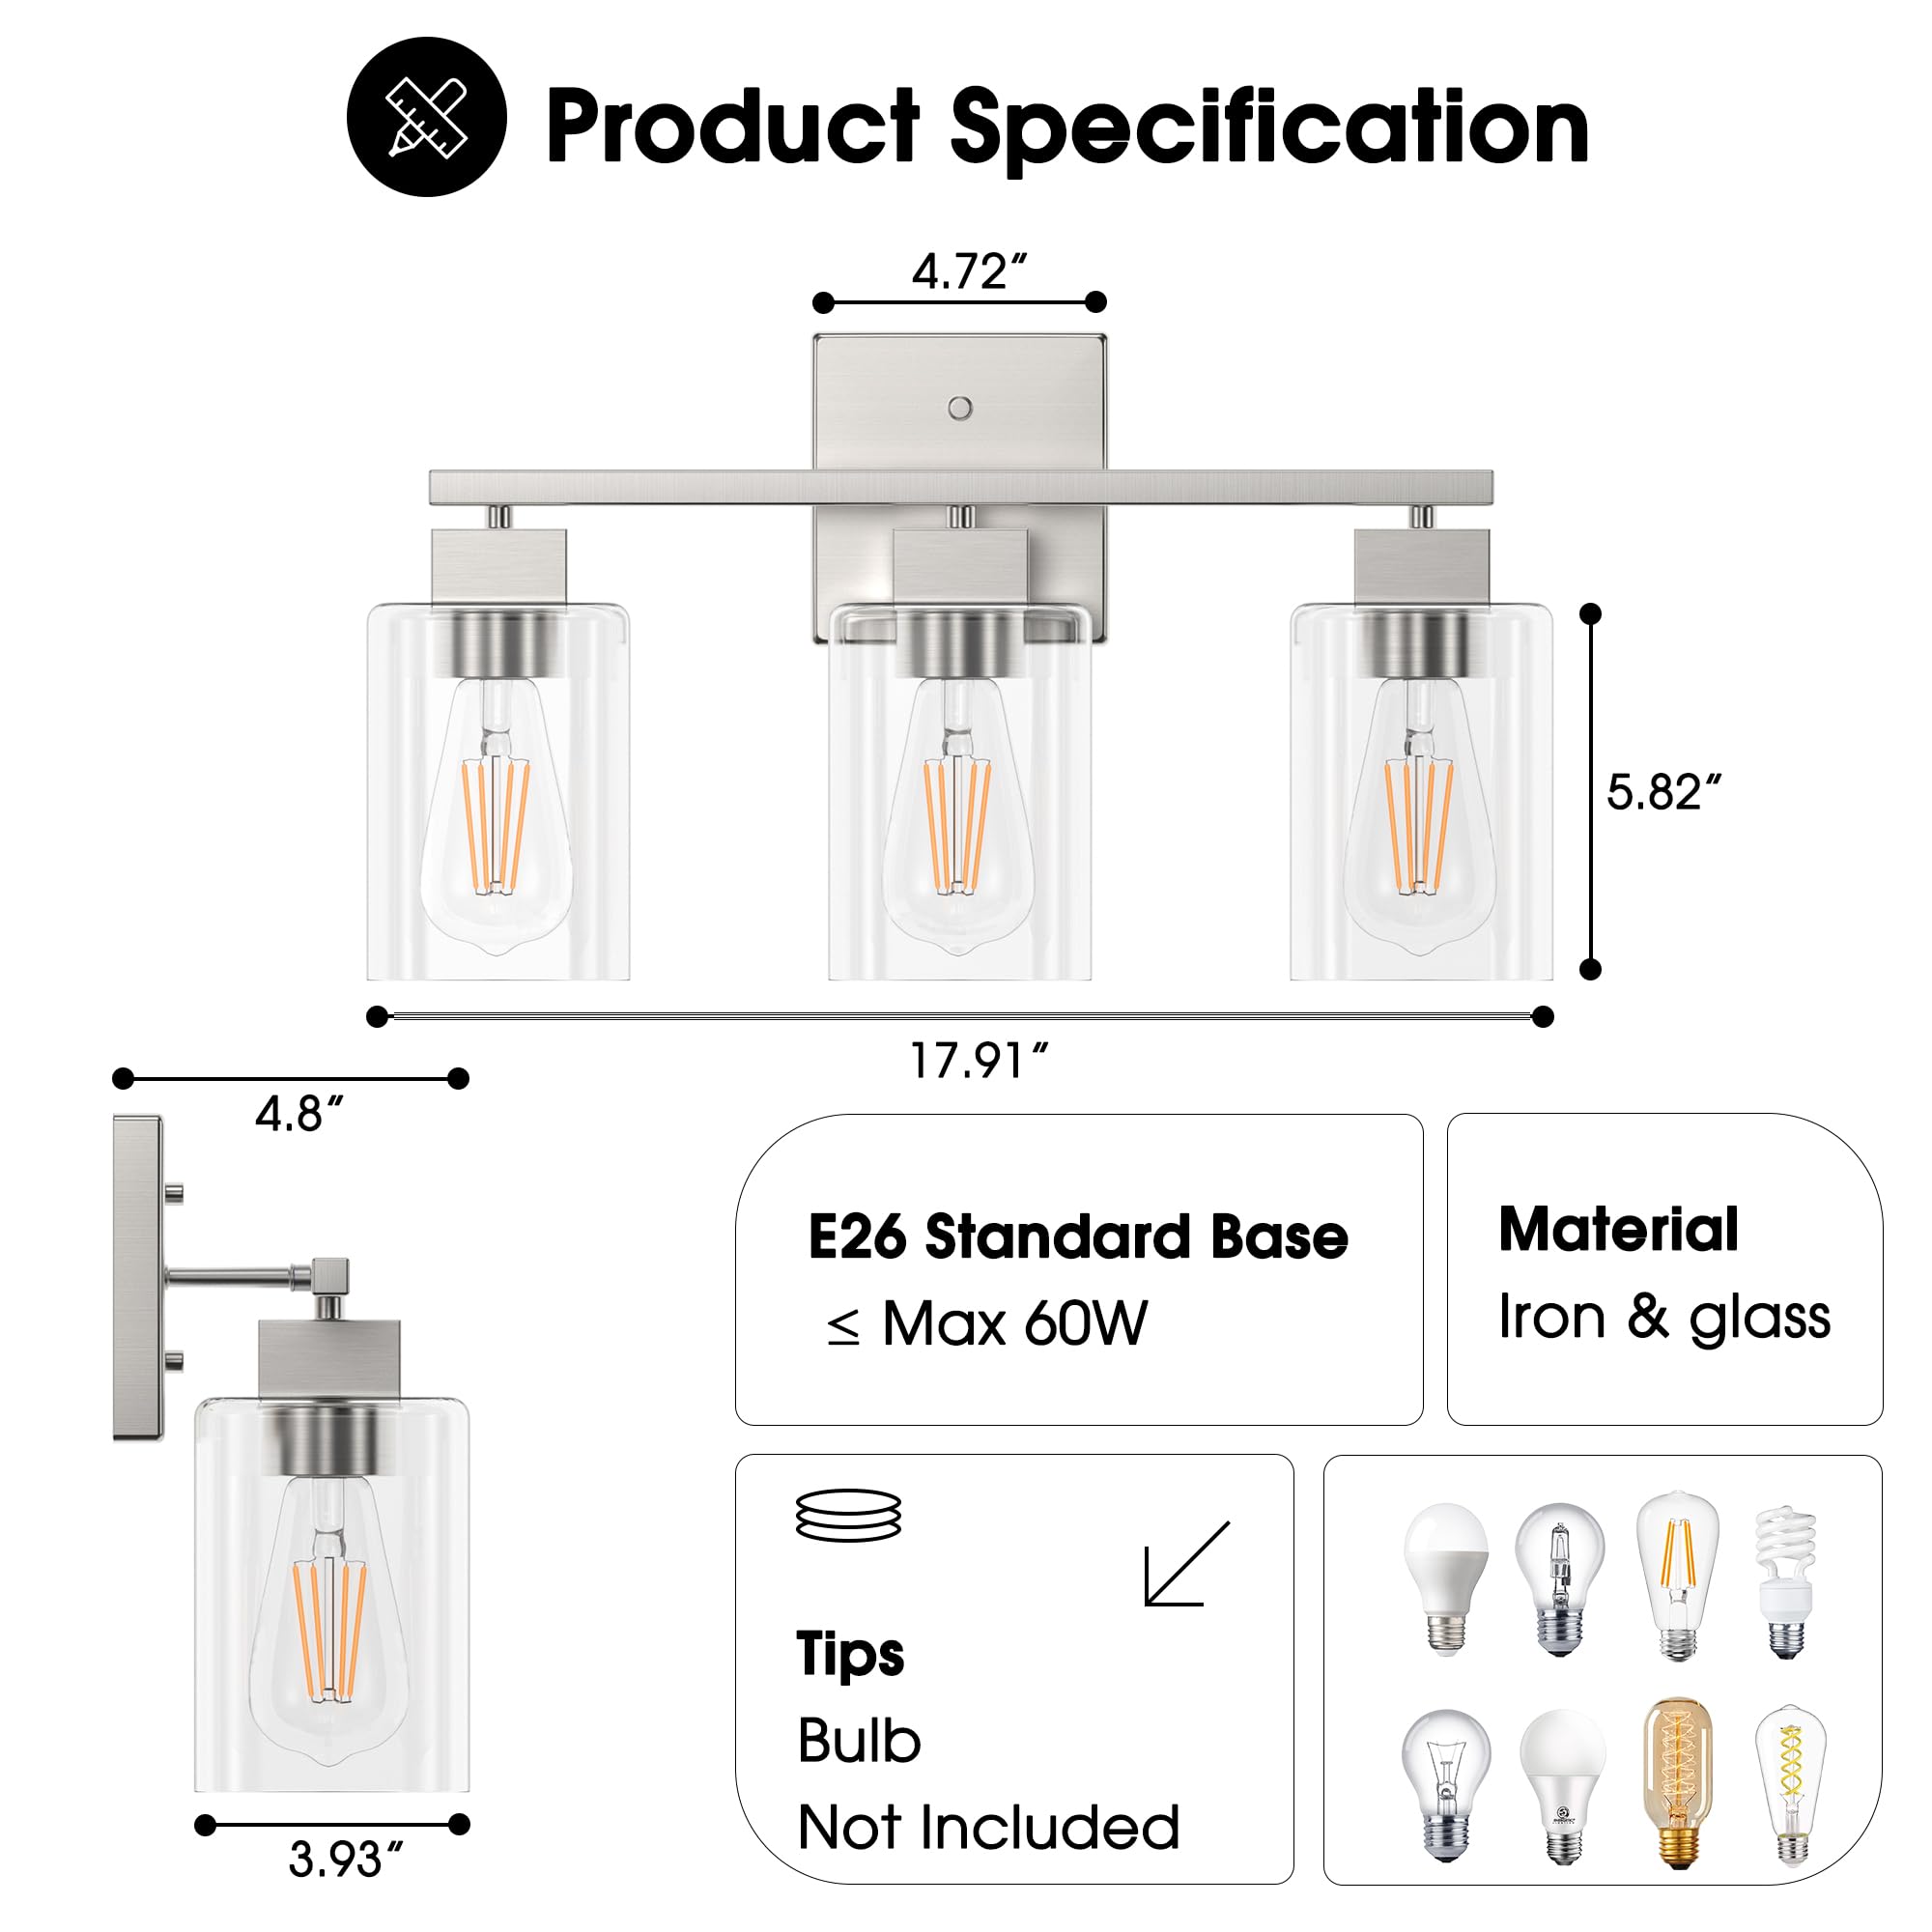 Product Specification
4.72"
5.82"
17.91"
4.8"
E26 Standard Base
≤ Max 60W
Material
Iron & glass
Tips
Bulb
Not Included
3.93"